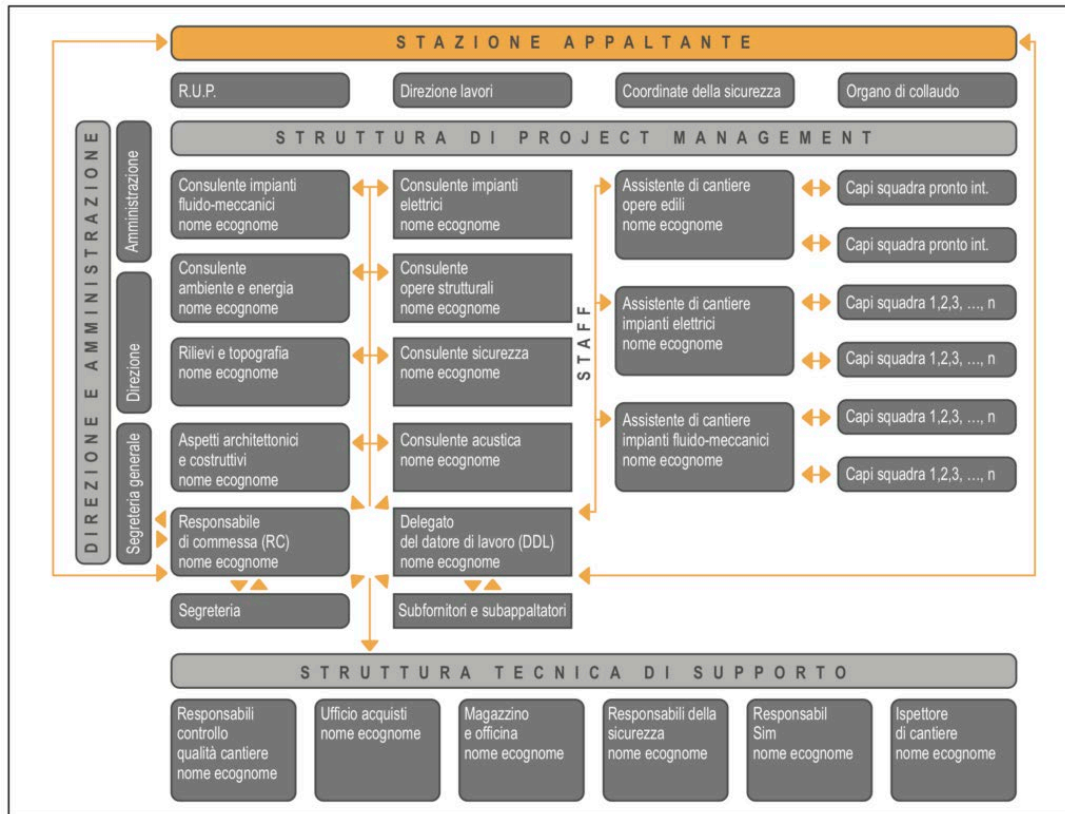 STAZIONE APPALTANTE
R.U.P.
Direzione lavori
Coordinate della sicurezza
Organo di collaudo
DIREZIONE E AMMINISTRAZIONE
Amministrazione
Direzione
Segreteria generale
STRUTTURA DI PROJECT MANAGEMENT
Consulente impianti
fluido-meccanici
nome ecognome
Consulente impianti
elettrici
nome ecognome
Consulente
ambiente e energia
nome ecognome
Consulente
opere strutturali
nome ecognome
Rilievi e topografia
nome ecognome
Consulente sicurezza
nome ecognome
Aspetti architettonici
e costruttivi
nome ecognome
Consulente acustica
nome ecognome
Responsabile
di commessa (RC)
nome ecognome
Delegato
del datore di lavoro (DDL)
nome ecognome
Segreteria
Subfornitori e subappaltatori
STAFF
Assistente di cantiere
opere edili
nome ecognome
Capi squadra pronto int.
Capi squadra pronto int.
Assistente di cantiere
impianti elettrici
nome ecognome
Capi squadra 1,2,3, ..., n
Capi squadra 1,2,3, ..., n
Assistente di cantiere
impianti fluido-meccanici
nome ecognome
Capi squadra 1,2,3, ..., n
Capi squadra 1,2,3, ..., n
STRUTTURA TECNICA DI SUPPORTO
Responsabili
controllo
qualità cantiere
nome ecognome
Ufficio acquisti
nome ecognome
Magazzino
e officina
nome ecognome
Responsabili della
sicurezza
nome ecognome
Responsabil
Sim
nome ecognome
Ispettore
di cantiere
nome ecognome